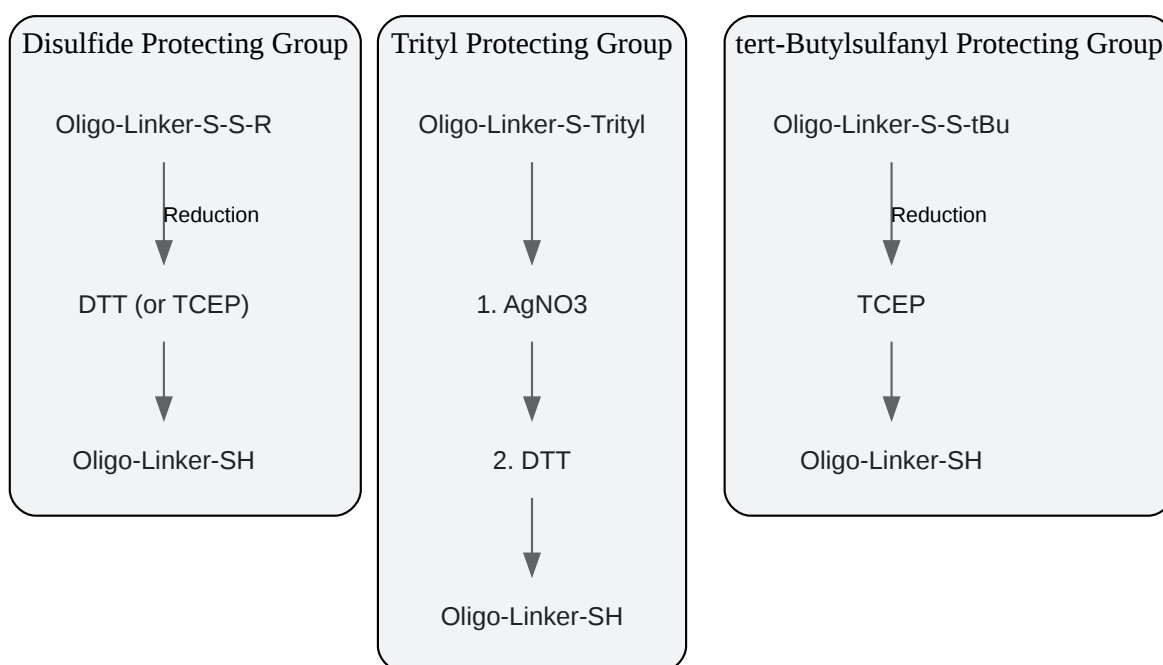 Disulfide Protecting Group
Oligo-Linker-S-S-R
Reduction
DTT (or TCEP)
Oligo-Linker-SH
Trityl Protecting Group
Oligo-Linker-S-Trityl
1. AgNO3
2. DTT
Oligo-Linker-SH
tert-Butylsulfanyl Protecting Group
Oligo-Linker-S-S-tBu
Reduction
TCEP
Oligo-Linker-SH